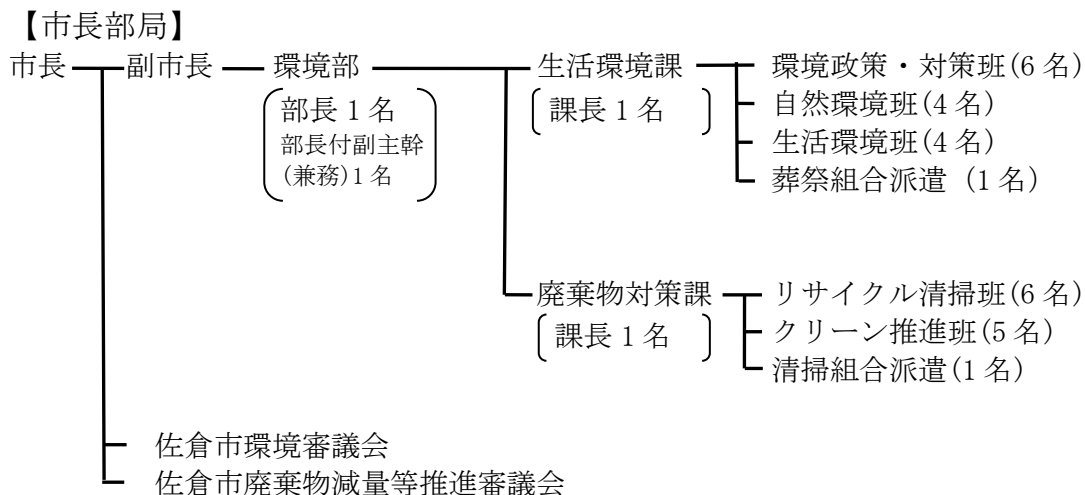 【市長部局】
市長 副市長 環境部 生活環境課 環境政策・対策班(6名)
部長1名 課長1名 自然環境班(4名)
部長付副主幹 生活環境班(4名)
(兼務)1名 葬祭組合派遣 (1名)
廃棄物対策課 リサイクル清掃班(6名)
課長1名 クリーン推進班(5名)
清掃組合派遣(1名)
佐倉市環境審議会
佐倉市廃棄物減量等推進審議会